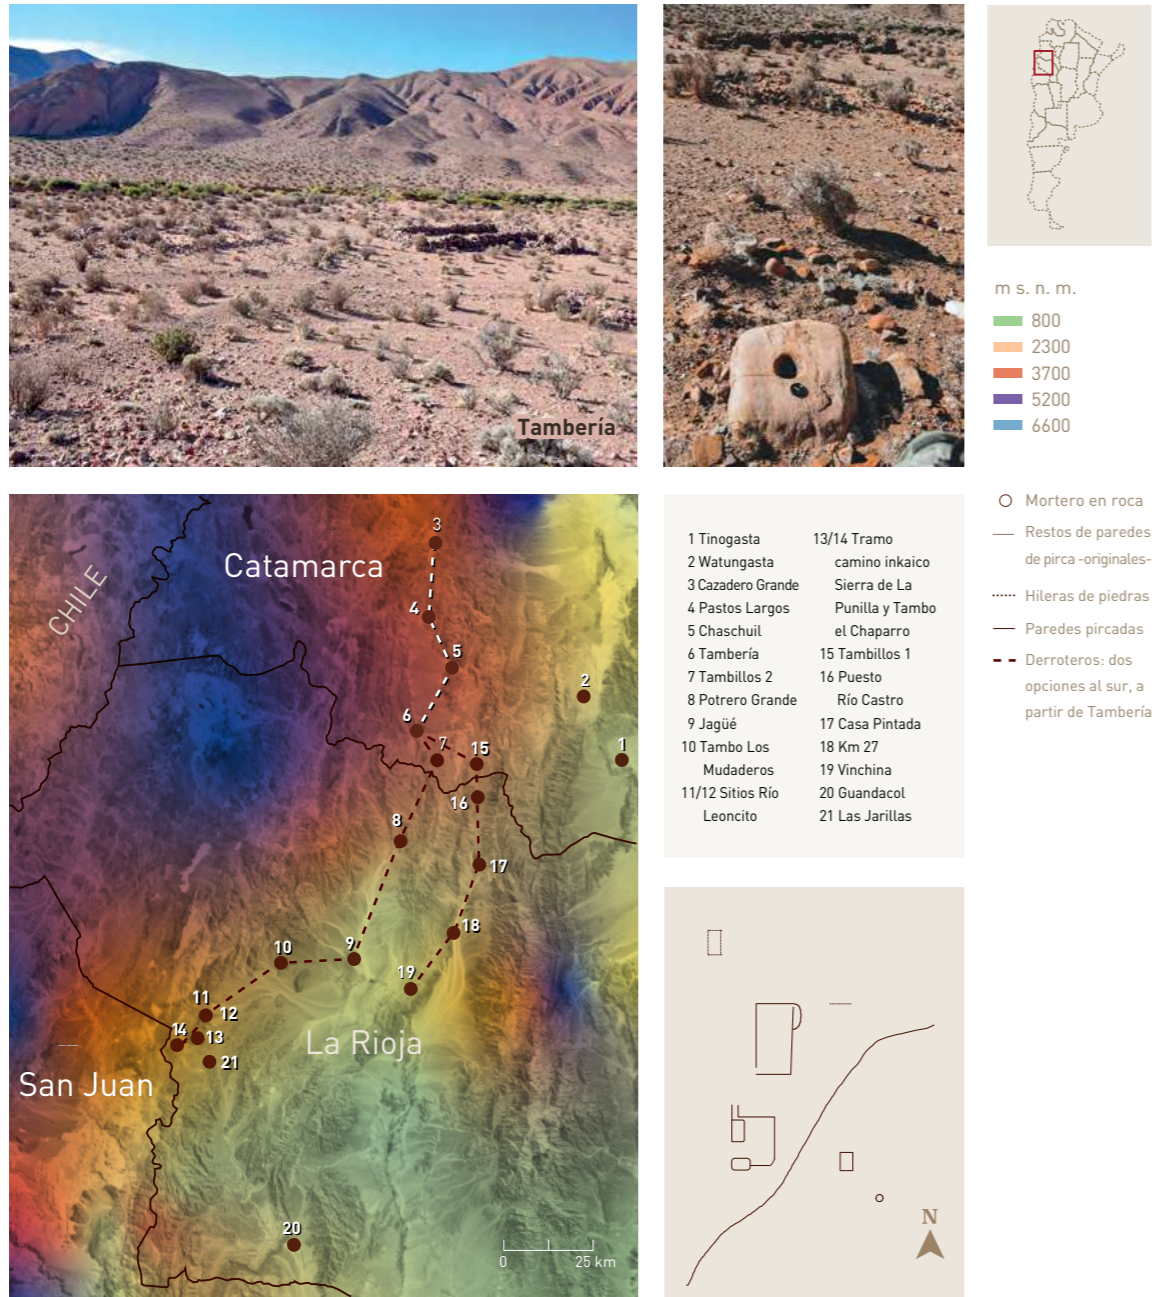 Tambería
m s. n. m.
800
2300
3700
5200
6600
CHILE
Catamarca
La Rioja
San Juan
3
4
5
2
6
7
15
1
16
8
17
18
10
9
19
11
12
14
13
21
20
0
25 km
1 Tinogasta
2 Watungasta
3 Cazadero Grande
4 Pastos Largos
5 Chaschuil
6 Tambería
7 Tambillos 2
8 Potrero Grande
9 Jagüé
10 Tambo Los
Mudaderos
11/12 Sitios Río
Leoncito
13/14 Tramo
camino inkaico
Sierra de La
Punilla y Tambo
el Chaparro
15 Tambillos 1
16 Puesto
Río Castro
17 Casa Pintada
18 Km 27
19 Vinchina
20 Guandacol
21 Las Jarillas
Mortero en roca
Restos de paredes
de pirca -originales-
Hileras de piedras
Paredes pircadas
Derroteros: dos
opciones al sur, a
partir de Tambería
N